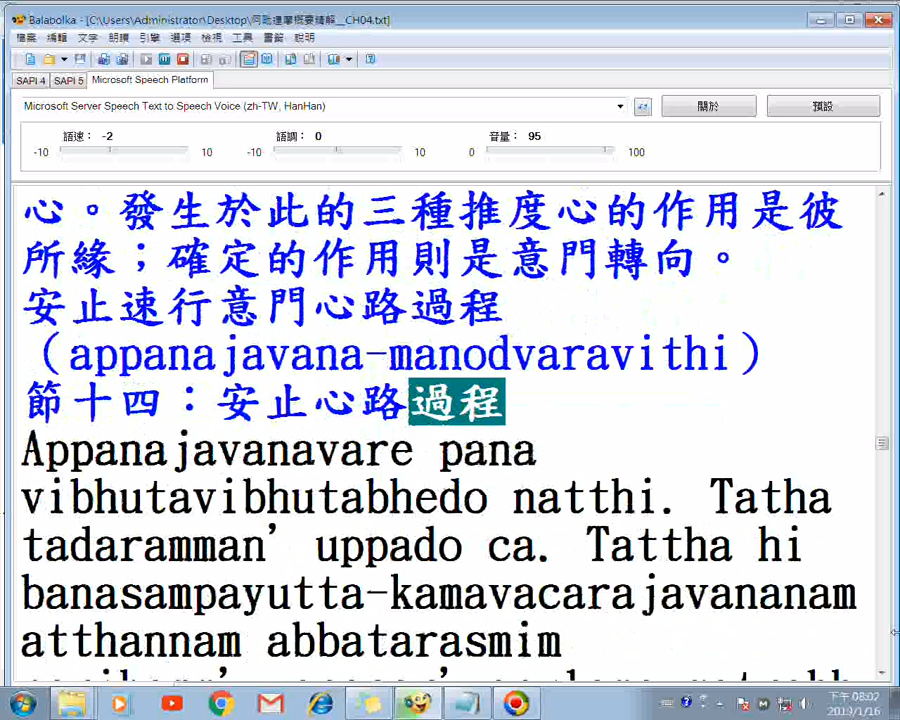 Balabolka - [C:\Users\Administrator\Desktop\阿毗達摩概要精解__CH04.txt]
檔案 編輯 文字 朗讀 引擎 選項 檢視 工具 書籤 說明
SAPI 4 SAPI 5 Microsoft Speech Platform
Microsoft Server Speech Text to Speech Voice (zh-TW, HanHan) 關於 預設
語速： -2 語調： 0 音量： 95
-10 10 -10 10 0 100
心。發生於此的三種推度心的作用是彼
所緣；確定的作用則是意門轉向。
安止速行意門心路過程
（appanajavana-manodvaravithi）
節十四：安止心路過程
Appanajavanavare pana
vibhutavibhutabhedo natthi. Tatha
tadaramman' uppado ca. Tattha hi
banasampayutta-kamavacarajavananam
atthannam abbatarasmim
下午 08:02
2019/1/16